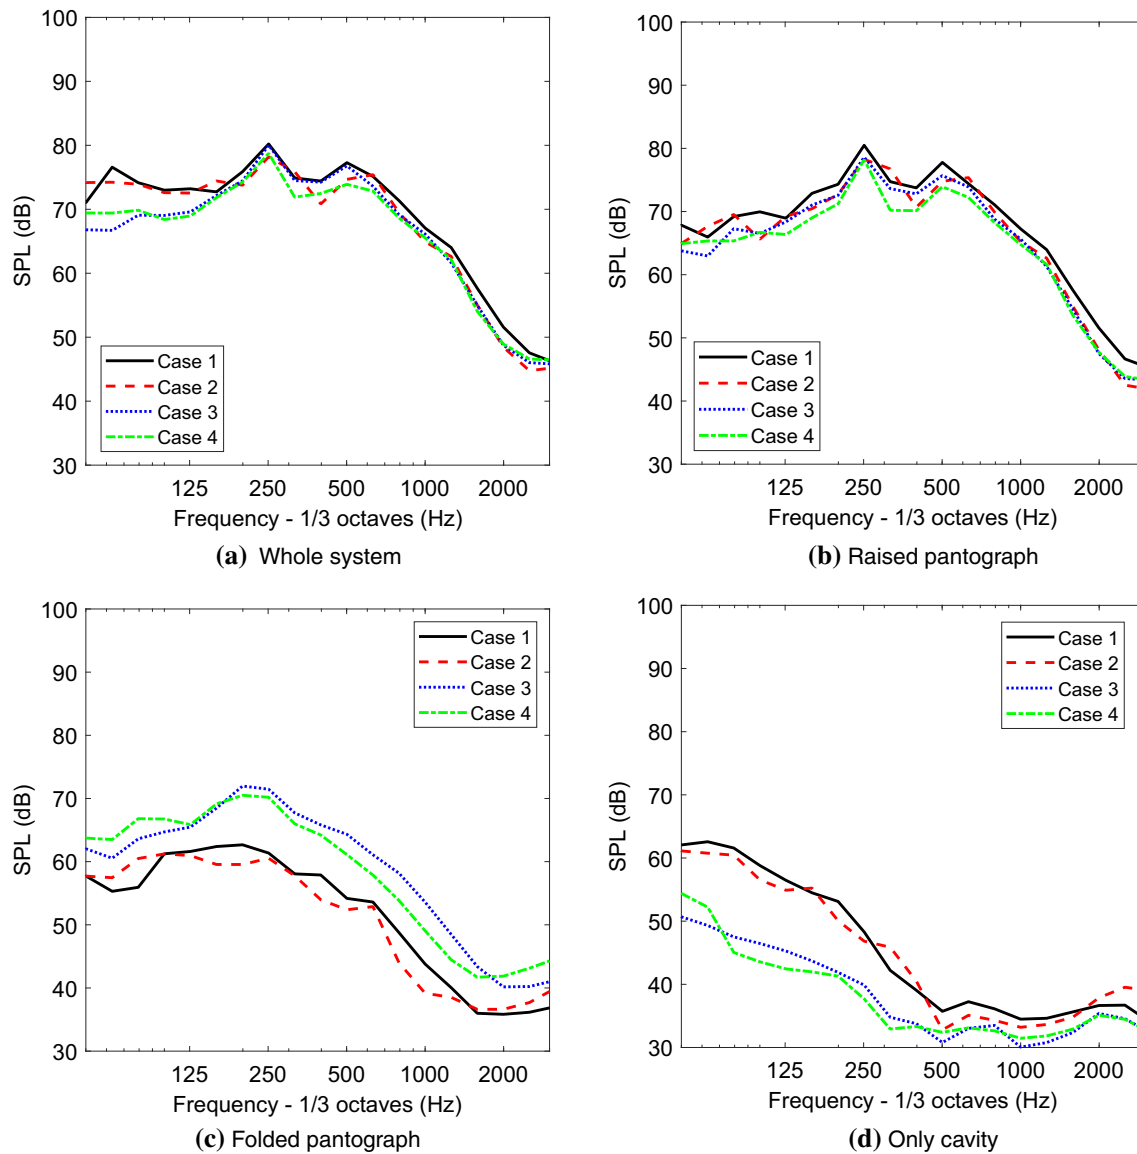 100
90
80
70
60
50
40
30
SPL (dB)
Case 1
Case 2
Case 3
Case 4
125 250 500 1000 2000
Frequency - 1/3 octaves (Hz)
(a) Whole system
100
90
80
70
60
50
40
30
SPL (dB)
Case 1
Case 2
Case 3
Case 4
125 250 500 1000 2000
Frequency - 1/3 octaves (Hz)
(b) Raised pantograph
100
90
80
70
60
50
40
30
SPL (dB)
Case 1
Case 2
Case 3
Case 4
125 250 500 1000 2000
Frequency - 1/3 octaves (Hz)
(c) Folded pantograph
100
90
80
70
60
50
40
30
SPL (dB)
Case 1
Case 2
Case 3
Case 4
125 250 500 1000 2000
Frequency - 1/3 octaves (Hz)
(d) Only cavity